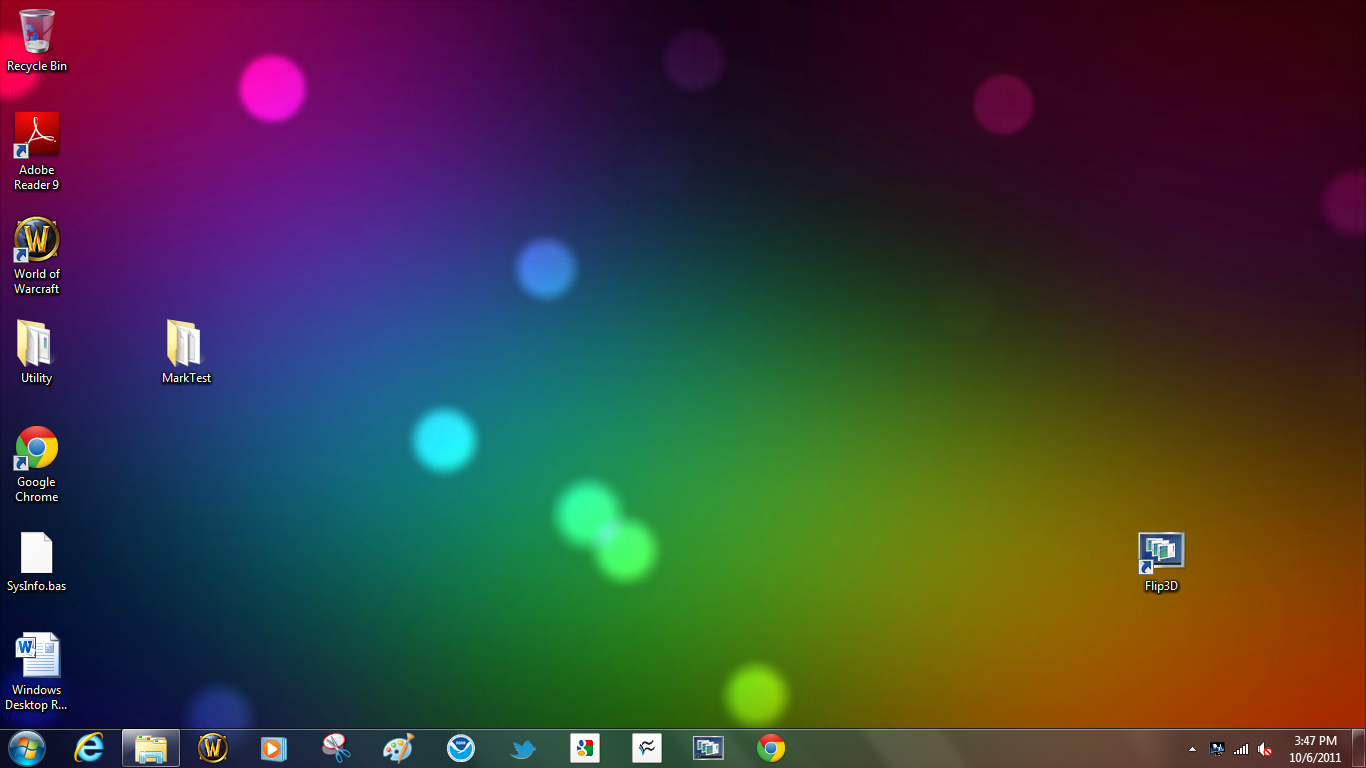 Recycle Bin
Adobe
Reader 9
World of
Warcraft
Utility
MarkTest
Google
Chrome
SysInfo.bas
Flip3D
Windows
Desktop R...
3:47 PM
10/6/2011